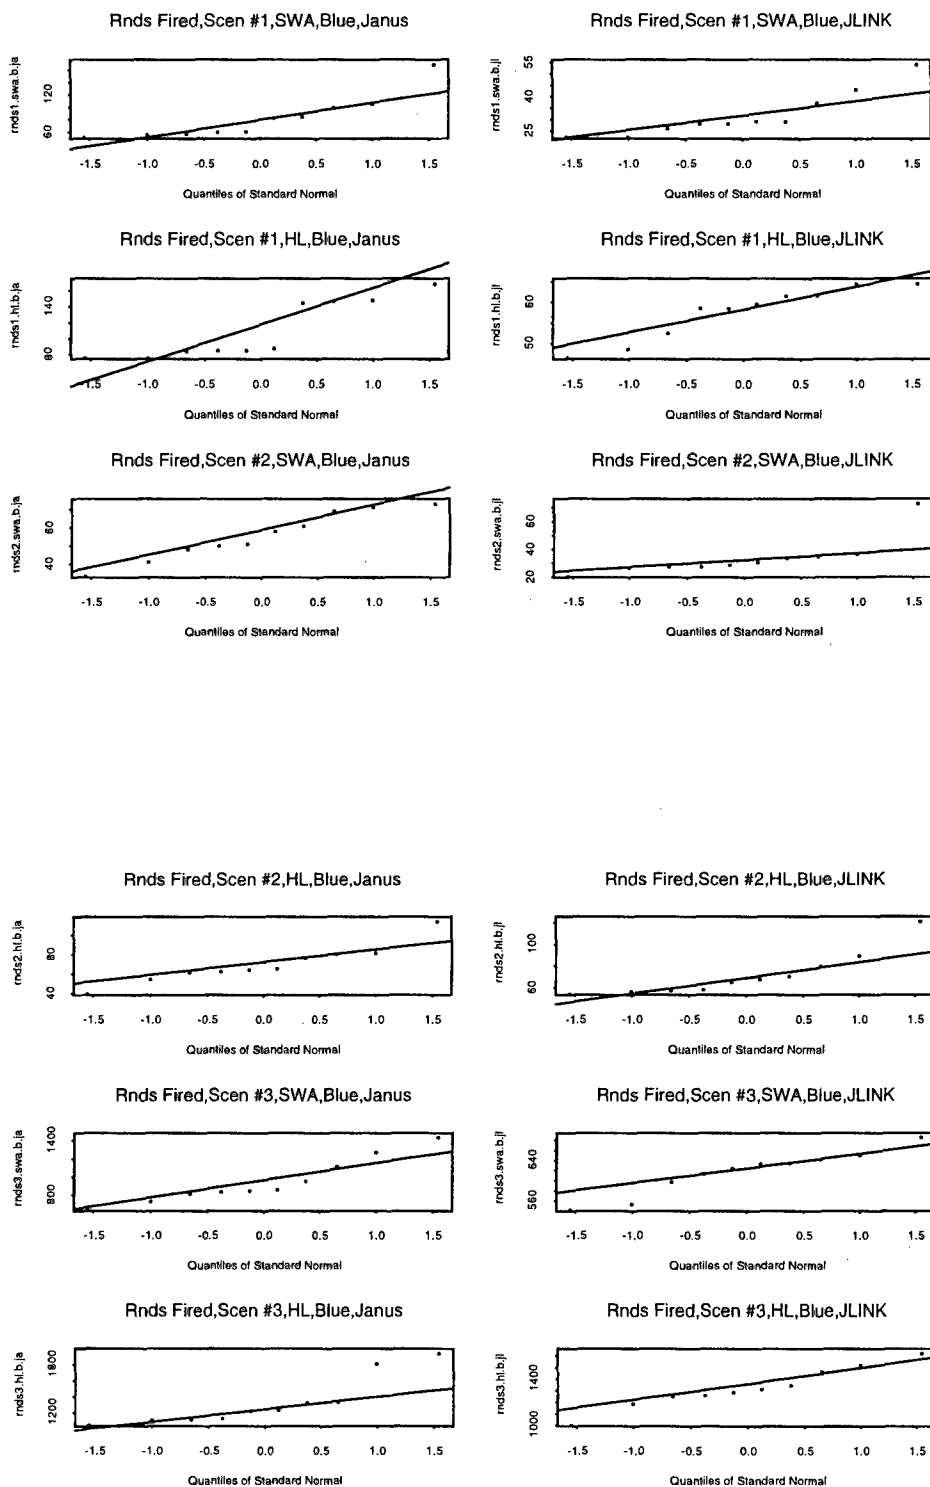 Rnds Fired,Scen #1,SWA,Blue,Janus
rnds1.swa.b.ja
60 120
-1.5 -1.0 -0.5 0.0 0.5 1.0 1.5
Quantiles of Standard Normal
Rnds Fired,Scen #1,SWA,Blue,JLINK
rnds1.swa.b.jl
25 40 55
-1.5 -1.0 -0.5 0.0 0.5 1.0 1.5
Quantiles of Standard Normal
Rnds Fired,Scen #1,HL,Blue,Janus
rnds1.hl.b.ja
80 140
-1.5 -1.0 -0.5 0.0 0.5 1.0 1.5
Quantiles of Standard Normal
Rnds Fired,Scen #1,HL,Blue,JLINK
rnds1.hl.b.jl
50 60
-1.5 -1.0 -0.5 0.0 0.5 1.0 1.5
Quantiles of Standard Normal
Rnds Fired,Scen #2,SWA,Blue,Janus
rnds2.swa.b.ja
40 60
-1.5 -1.0 -0.5 0.0 0.5 1.0 1.5
Quantiles of Standard Normal
Rnds Fired,Scen #2,SWA,Blue,JLINK
rnds2.swa.b.jl
20 40 60
-1.5 -1.0 -0.5 0.0 0.5 1.0 1.5
Quantiles of Standard Normal
Rnds Fired,Scen #2,HL,Blue,Janus
rnds2.hl.b.ja
40 80
-1.5 -1.0 -0.5 0.0 0.5 1.0 1.5
Quantiles of Standard Normal
Rnds Fired,Scen #2,HL,Blue,JLINK
rnds2.hl.b.jl
60 100
-1.5 -1.0 -0.5 0.0 0.5 1.0 1.5
Quantiles of Standard Normal
Rnds Fired,Scen #3,SWA,Blue,Janus
rnds3.swa.b.ja
800 1400
-1.5 -1.0 -0.5 0.0 0.5 1.0 1.5
Quantiles of Standard Normal
Rnds Fired,Scen #3,SWA,Blue,JLINK
rnds3.swa.b.jl
560 640
-1.5 -1.0 -0.5 0.0 0.5 1.0 1.5
Quantiles of Standard Normal
Rnds Fired,Scen #3,HL,Blue,Janus
rnds3.hl.b.ja
1200 1800
-1.5 -1.0 -0.5 0.0 0.5 1.0 1.5
Quantiles of Standard Normal
Rnds Fired,Scen #3,HL,Blue,JLINK
rnds3.hl.b.jl
1000 1400
-1.5 -1.0 -0.5 0.0 0.5 1.0 1.5
Quantiles of Standard Normal